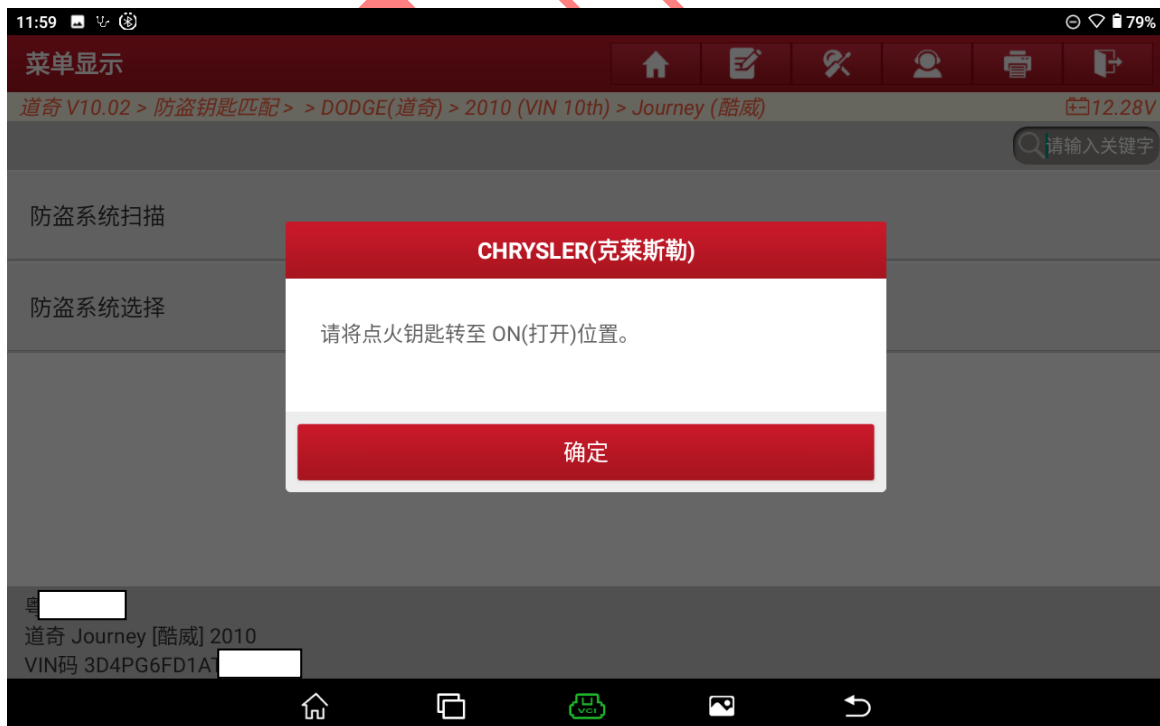 11:59
79%
菜单显示
道奇 V10.02 > 防盗钥匙匹配 > > DODGE(道奇) > 2010 (VIN 10th) > Journey (酷威)
12.28V
请输入关键字
防盗系统扫描
CHRYSLER(克莱斯勒)
防盗系统选择
请将点火钥匙转至 ON(打开)位置。
确定
粤
道奇 Journey [酷威] 2010
VIN码 3D4PG6FD1AT
VCI